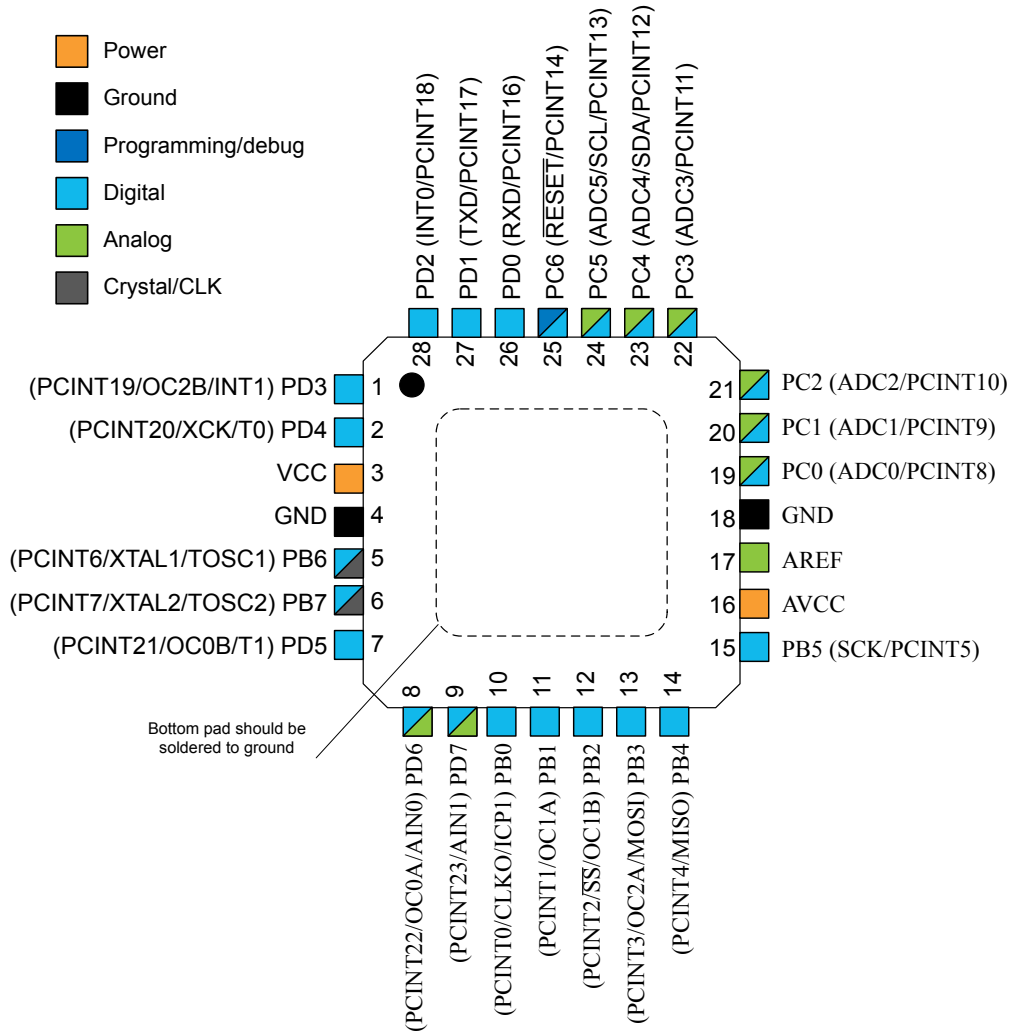 Power
Ground
Programming/debug
Digital
Analog
Crystal/CLK
PD2 (INT0/PCINT18)
PD1 (TXD/PCINT17)
PD0 (RXD/PCINT16)
PC6 (RESET/PCINT14)
PC5 (ADC5/SCL/PCINT13)
PC4 (ADC4/SDA/PCINT12)
PC3 (ADC3/PCINT11)
28
27
26
25
24
23
22
(PCINT19/OC2B/INT1) PD3 1
(PCINT20/XCK/T0) PD4 2
VCC 3
GND 4
(PCINT6/XTAL1/TOSC1) PB6 5
(PCINT7/XTAL2/TOSC2) PB7 6
(PCINT21/OC0B/T1) PD5 7
21 PC2 (ADC2/PCINT10)
20 PC1 (ADC1/PCINT9)
19 PC0 (ADC0/PCINT8)
18 GND
17 AREF
16 AVCC
15 PB5 (SCK/PCINT5)
8
9
10
11
12
13
14
Bottom pad should be
soldered to ground
(PCINT22/OC0A/AIN0) PD6
(PCINT23/AIN1) PD7
(PCINT0/CLKO/ICP1) PB0
(PCINT1/OC1A) PB1
(PCINT2/SS/OC1B) PB2
(PCINT3/OC2A/MOSI) PB3
(PCINT4/MISO) PB4